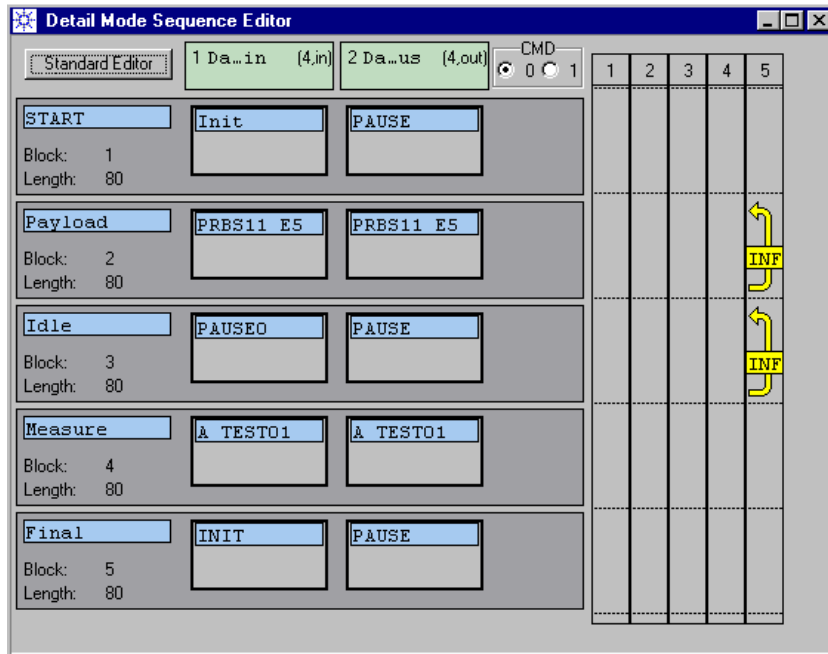 Detail Mode Sequence Editor
Standard Editor
1 Da…in (4,in)
2 Da…us (4,out)
CMD
0 1
1 2 3 4 5
START
Init
PAUSE
Block: 1
Length: 80
Payload
PRBS11 E5
PRBS11 E5
Block: 2
Length: 80
INF
Idle
PAUSE0
PAUSE
Block: 3
Length: 80
INF
Measure
A TEST01
A TEST01
Block: 4
Length: 80
Final
INIT
PAUSE
Block: 5
Length: 80